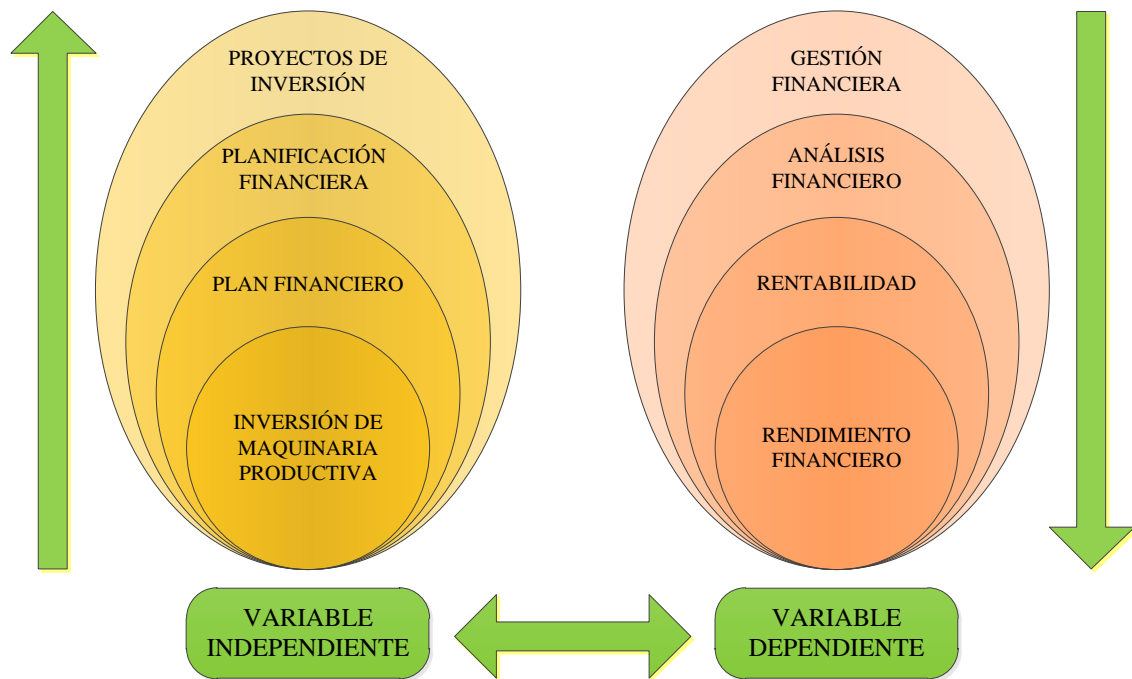 PROYECTOS DE
INVERSIÓN
PLANIFICACIÓN
FINANCIERA
PLAN FINANCIERO
INVERSIÓN DE
MAQUINARIA
PRODUCTIVA
VARIABLE
INDEPENDIENTE
GESTIÓN
FINANCIERA
ANÁLISIS
FINANCIERO
RENTABILIDAD
RENDIMIENTO
FINANCIERO
VARIABLE
DEPENDIENTE